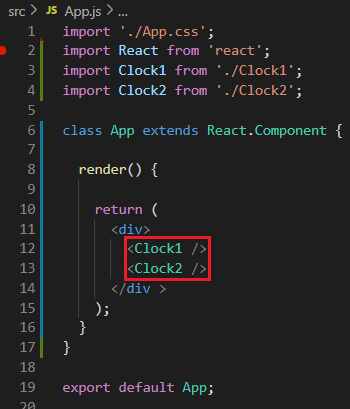 src > JS App.js > ...
1 import './App.css';
2 import React from 'react';
3 import Clock1 from './Clock1';
4 import Clock2 from './Clock2';
5
6 class App extends React.Component {
7
8 render() {
9
10 return (
11 <div>
12 <Clock1 />
13 <Clock2 />
14 </div >
15 );
16 }
17 }
18
19 export default App;